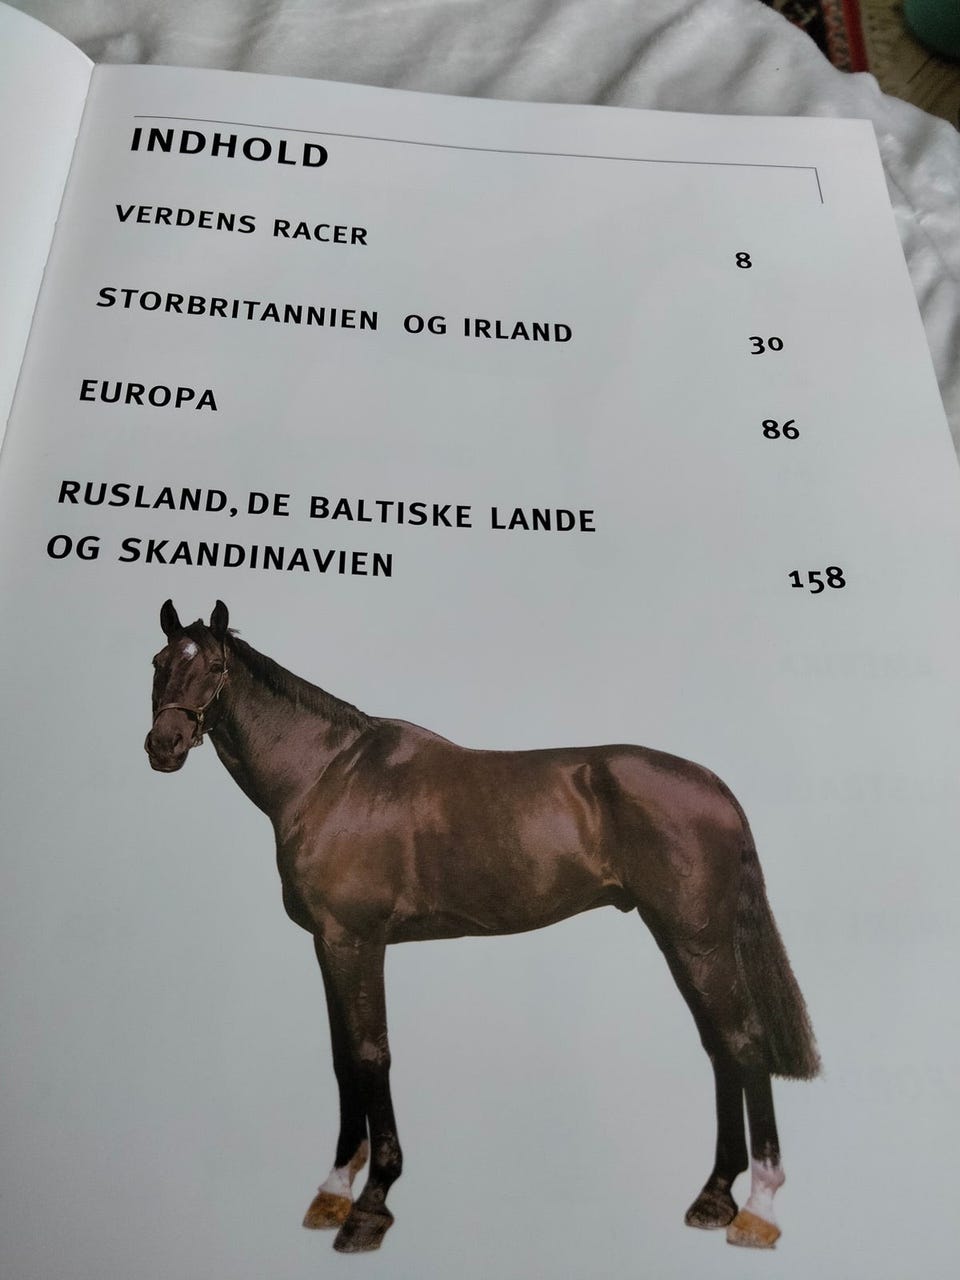 INDHOLD
VERDENS RACER 8
STORBRITANNIEN OG IRLAND 30
EUROPA 86
RUSLAND, DE BALTISKE LANDE
OG SKANDINAVIEN 158